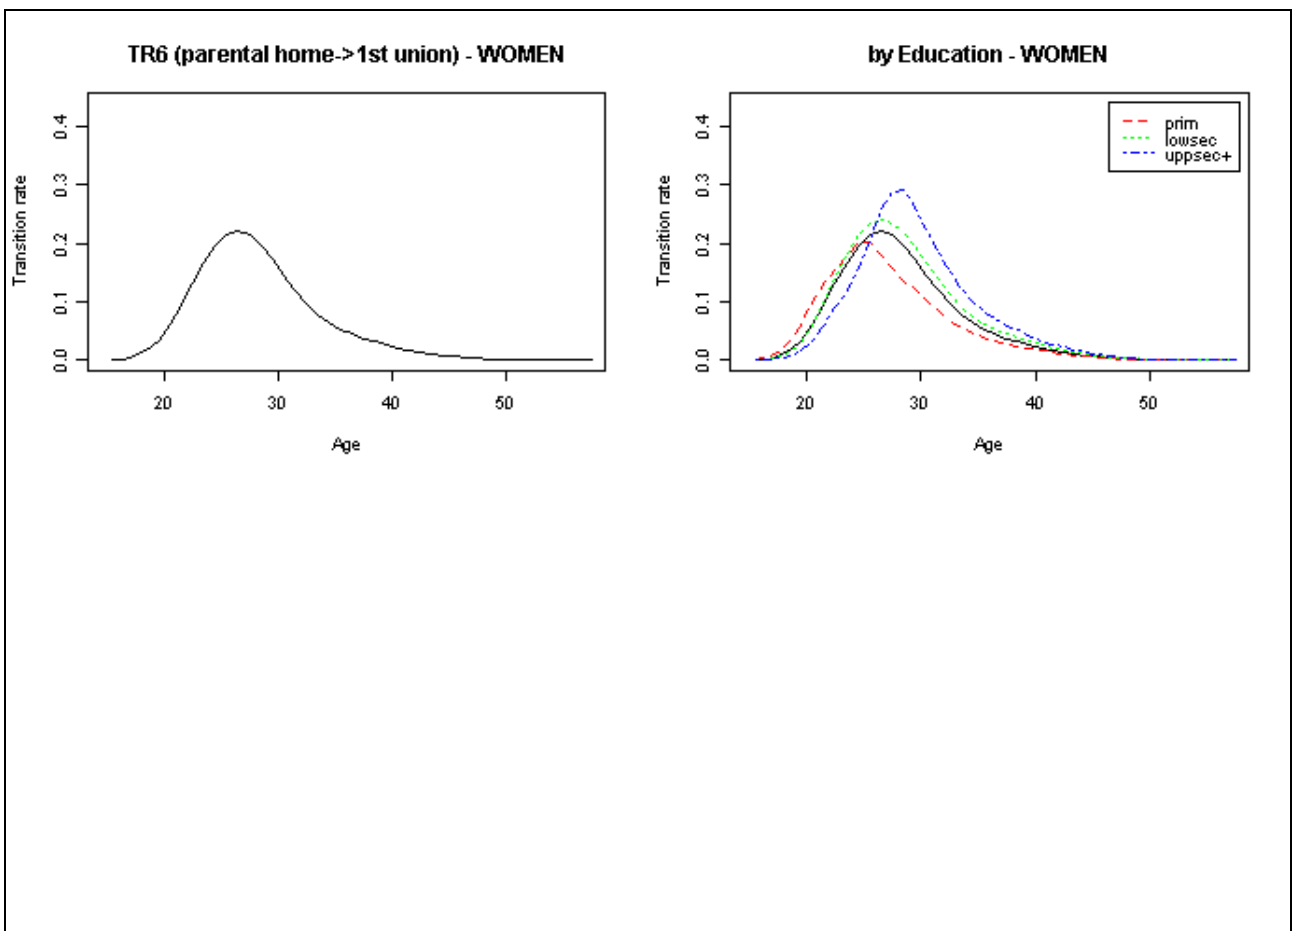 TR6 (parental home->1st union) - WOMEN
Transition rate
0.0 0.1 0.2 0.3 0.4
20 30 40 50
Age
by Education - WOMEN
Transition rate
0.0 0.1 0.2 0.3 0.4
prim
lowsec
uppsec+
20 30 40 50
Age